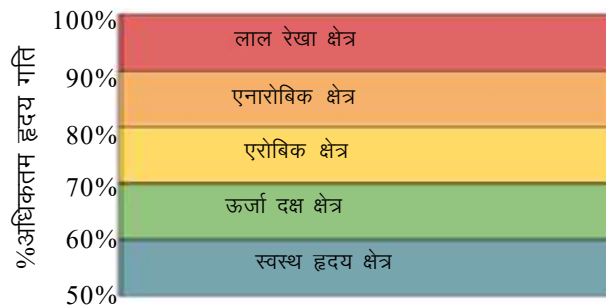 100%
लाल रेखा क्षेत्र
90%
एनारोबिक क्षेत्र
80%
एरोबिक क्षेत्र
70%
ऊर्जा दक्ष क्षेत्र
60%
स्वस्थ हृदय क्षेत्र
50%
%अधिकतम हृदय गति